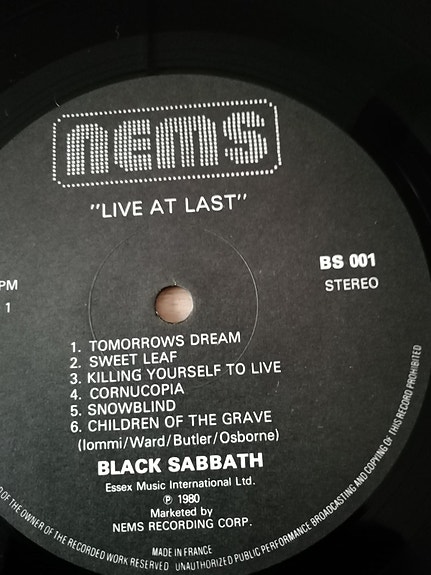 nems
"LIVE AT LAST"
PM
1
BS 001
STEREO
1. TOMORROWS DREAM
2. SWEET LEAF
3. KILLING YOURSELF TO LIVE
4. CORNUCOPIA
5. SNOWBLIND
6. CHILDREN OF THE GRAVE
(Iommi/Ward/Butler/Osborne)
BLACK SABBATH
Essex Music International Ltd.
℗ 1980
Marketed by
NEMS RECORDING CORP.
MADE IN FRANCE
OF THE OWNER OF THE RECORDED WORK RESERVED UNAUTHORIZED PUBLIC PERFORMANCE BROADCASTING AND COPYING OF THIS RECORD PROHIBITED